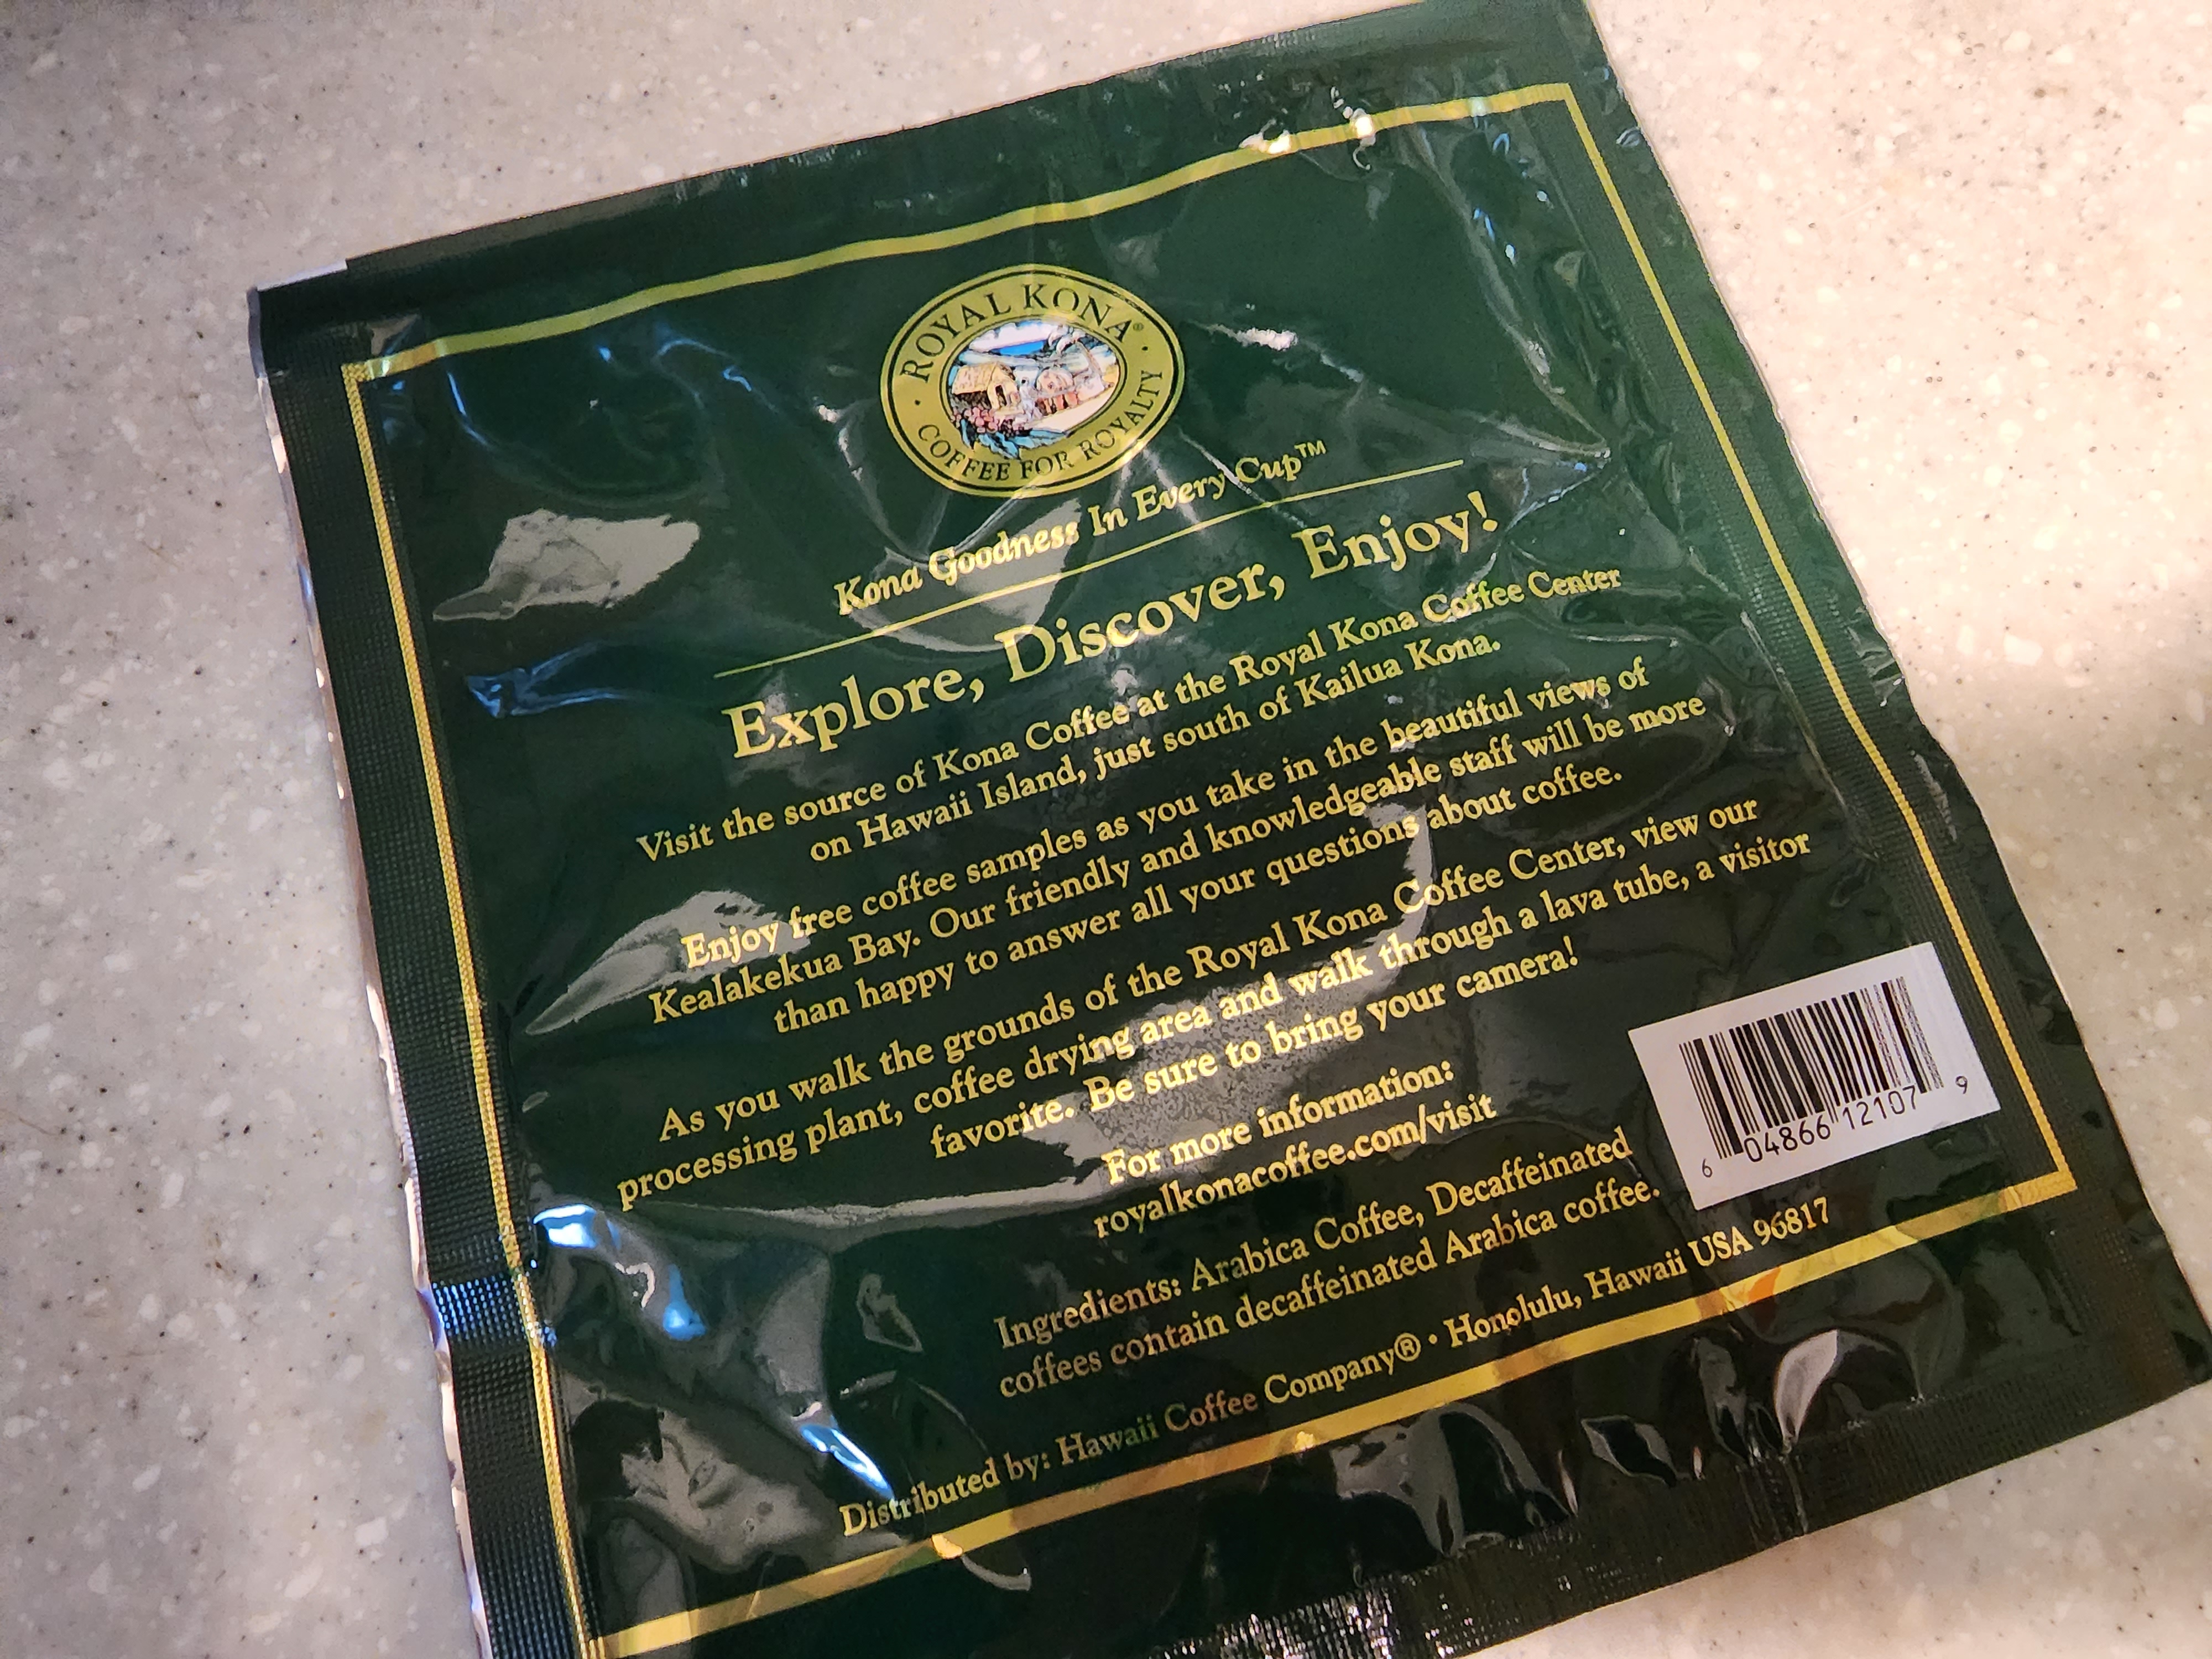 ROYAL KONA®
COFFEE FOR ROYALTY
Kona Goodness In Every Cup™
Explore, Discover, Enjoy!
Visit the source of Kona Coffee at the Royal Kona Coffee Center
on Hawaii Island, just south of Kailua Kona.
Enjoy free coffee samples as you take in the beautiful views of
Kealakekua Bay. Our friendly and knowledgeable staff will be more
than happy to answer all your questions about coffee.
As you walk the grounds of the Royal Kona Coffee Center, view our
processing plant, coffee drying area and walk through a lava tube, a visitor
favorite. Be sure to bring your camera!
For more information:
royalkonacoffee.com/visit
Ingredients: Arabica Coffee, Decaffeinated
coffees contain decaffeinated Arabica coffee.
6 04866 12107 9
Distributed by: Hawaii Coffee Company® • Honolulu, Hawaii USA 96817